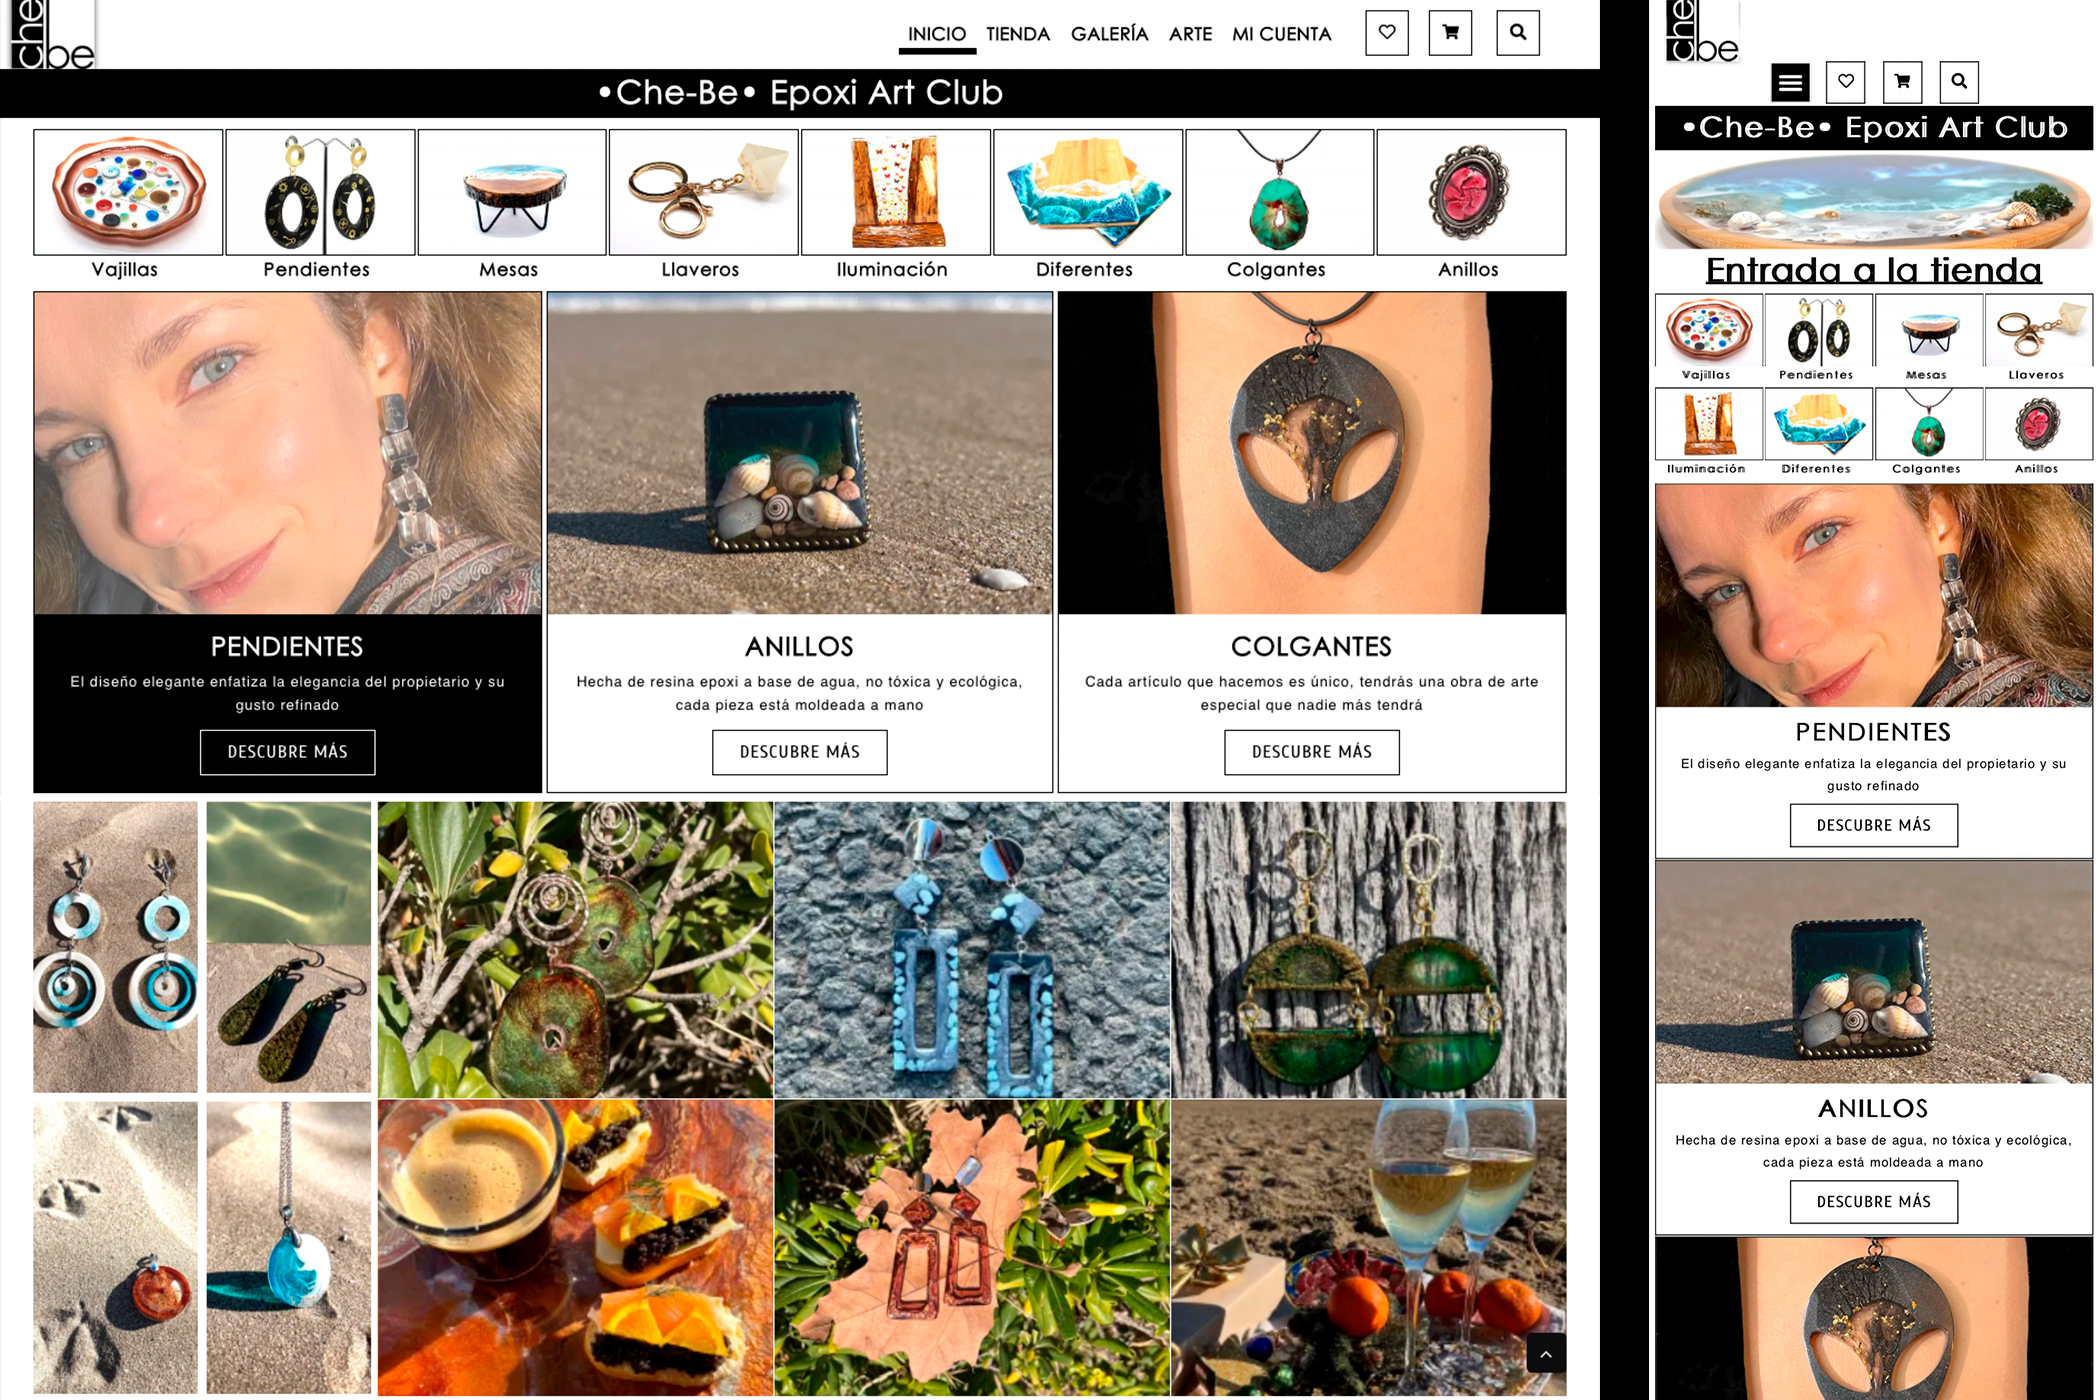 che
be
INICIO TIENDA GALERÍA ARTE MI CUENTA
•Che-Be• Epoxi Art Club
Vajillas Pendientes Mesas Llaveros Iluminación Diferentes Colgantes Anillos
PENDIENTES
El diseño elegante enfatiza la elegancia del propietario y su
gusto refinado
DESCUBRE MÁS
ANILLOS
Hecha de resina epoxi a base de agua, no tóxica y ecológica,
cada pieza está moldeada a mano
DESCUBRE MÁS
COLGANTES
Cada artículo que hacemos es único, tendrás una obra de arte
especial que nadie más tendrá
DESCUBRE MÁS
che
be
•Che-Be• Epoxi Art Club
Entrada a la tienda
Vajillas Pendientes Mesas Llaveros
Iluminación Diferentes Colgantes Anillos
PENDIENTES
El diseño elegante enfatiza la elegancia del propietario y su
gusto refinado
DESCUBRE MÁS
ANILLOS
Hecha de resina epoxi a base de agua, no tóxica y ecológica,
cada pieza está moldeada a mano
DESCUBRE MÁS